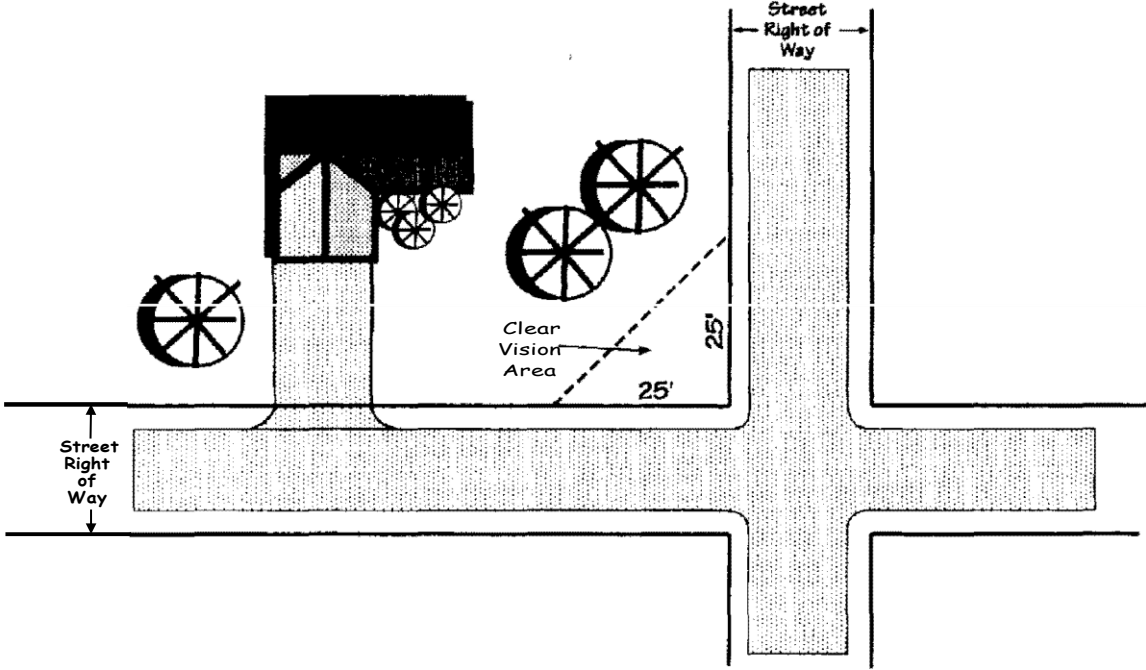 Street
Right of
Way
Clear
Vision
Area
25'
25'
Street
Right
of
Way